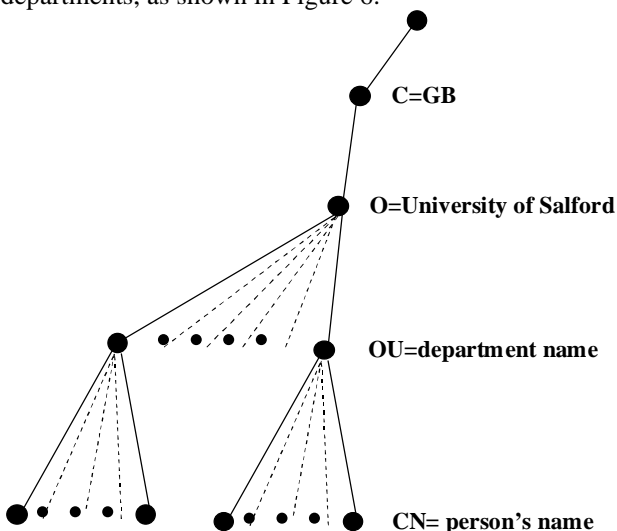 departments, as shown in Figure 6.
C=GB
O=University of Salford
OU=department name
CN= person's name